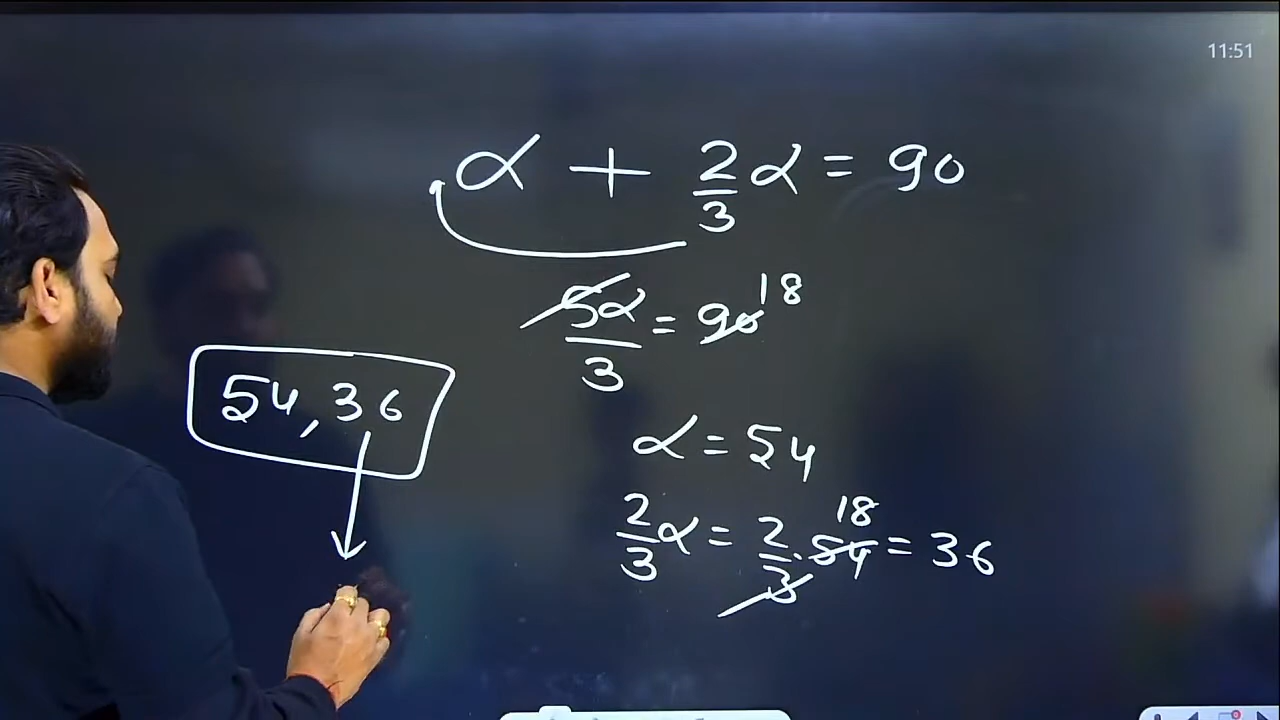 11:51
α + 2/3 α = 90
5α/3 = 90 18
54, 36
α = 54
18
2/3 α = 2/3 . 54 = 36